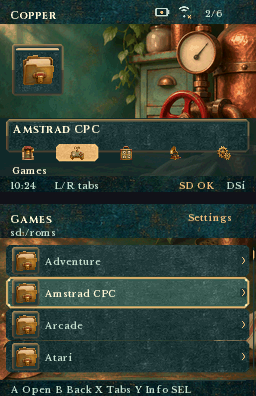 Copper 2/6
Amstrad CPC
Games
10:24 L/R tabs SD OK DSi
Games Settings
sd:/roms
Adventure
Amstrad CPC
Arcade
Atari
A Open B Back X Tabs Y Info SEL